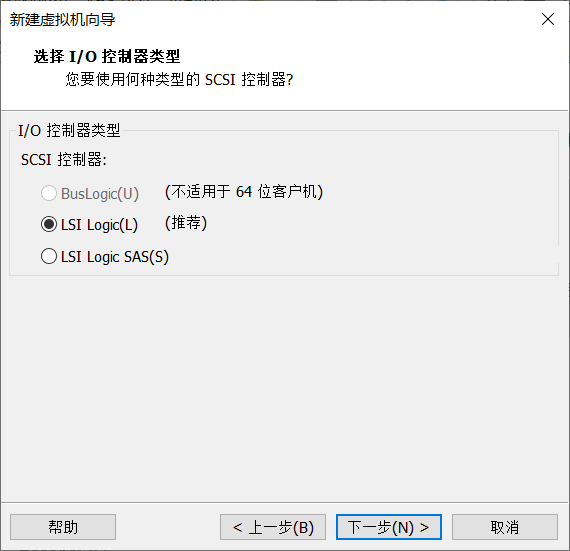 新建虚拟机向导
选择 I/O 控制器类型
您要使用何种类型的 SCSI 控制器?
I/O 控制器类型
SCSI 控制器:
BusLogic(U) (不适用于 64 位客户机)
LSI Logic(L) (推荐)
LSI Logic SAS(S)
帮助 < 上一步(B) 下一步(N) > 取消